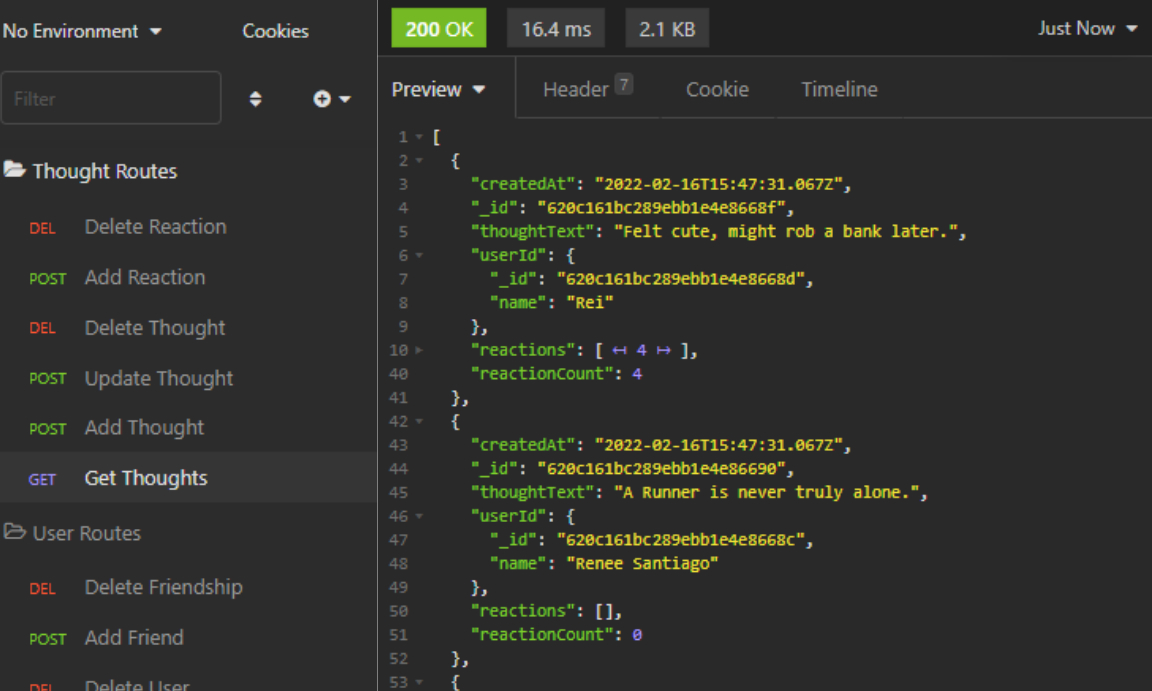 No Environment
Cookies
Filter
Thought Routes
DEL Delete Reaction
POST Add Reaction
DEL Delete Thought
POST Update Thought
POST Add Thought
GET Get Thoughts
User Routes
DEL Delete Friendship
POST Add Friend
DEL Delete User
200 OK 16.4 ms 2.1 KB Just Now
Preview Header 7 Cookie Timeline
1 [
2 {
3 "createdAt": "2022-02-16T15:47:31.067Z",
4 "_id": "620c161bc289ebb1e4e8668f",
5 "thoughtText": "Felt cute, might rob a bank later.",
6 "userId": {
7 "_id": "620c161bc289ebb1e4e8668d",
8 "name": "Rei"
9 },
10 "reactions": [ ↤ 4 ↦ ],
40 "reactionCount": 4
41 },
42 {
43 "createdAt": "2022-02-16T15:47:31.067Z",
44 "_id": "620c161bc289ebb1e4e86690",
45 "thoughtText": "A Runner is never truly alone.",
46 "userId": {
47 "_id": "620c161bc289ebb1e4e8668c",
48 "name": "Renee Santiago"
49 },
50 "reactions": [],
51 "reactionCount": 0
52 },
53 {